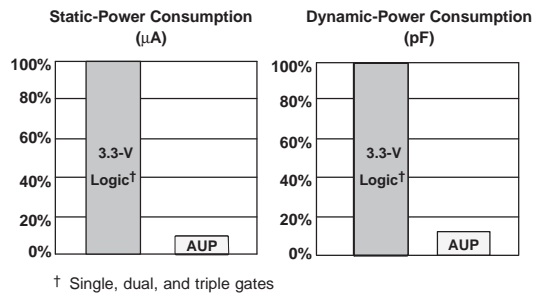 Static-Power Consumption
(μA)
100%
80%
60%
40%
20%
0%
3.3-V
Logic†
AUP
Dynamic-Power Consumption
(pF)
100%
80%
60%
40%
20%
0%
3.3-V
Logic†
AUP
† Single, dual, and triple gates